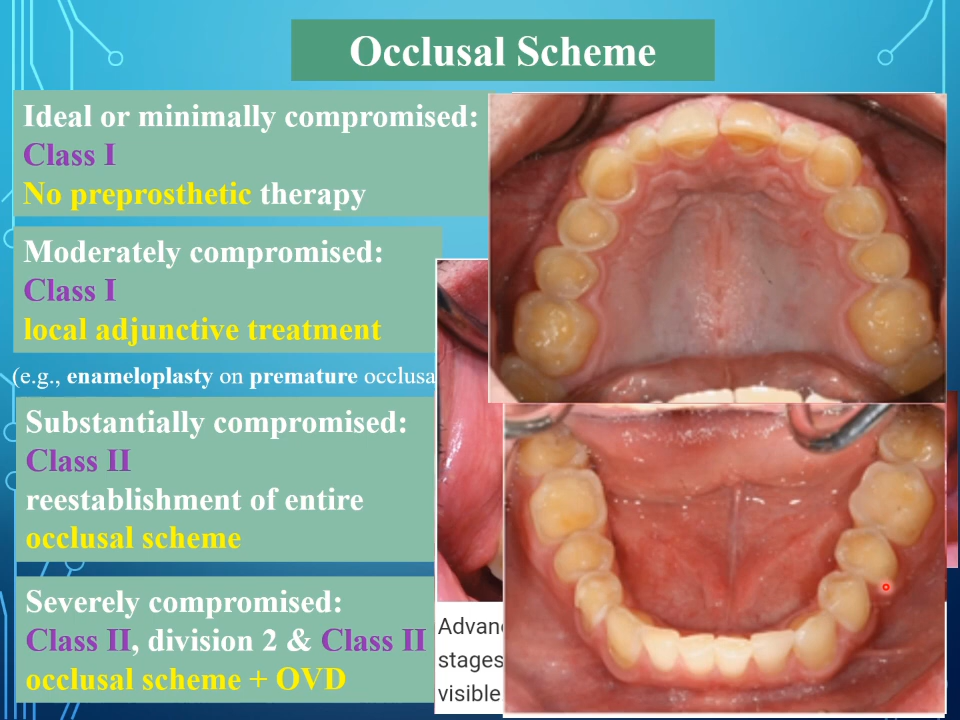 Occlusal Scheme
Ideal or minimally compromised:
Class I
No preprosthetic therapy
Moderately compromised:
Class I
local adjunctive treatment
(e.g., enameloplasty on premature occlusa
Substantially compromised:
Class II
reestablishment of entire
occlusal scheme
Severely compromised:
Class II, division 2 & Class II
occlusal scheme + OVD
Advan
stages
visible